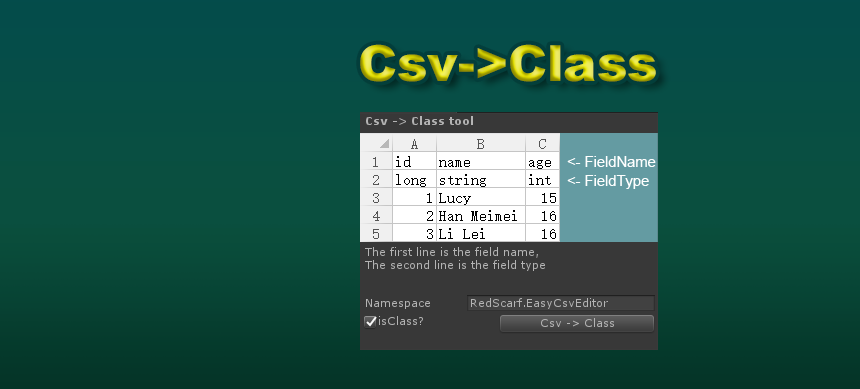 Csv->Class
Csv -> Class tool
A B C
1 id name age <- FieldName
2 long string int <- FieldType
3 1 Lucy 15
4 2 Han Meimei 16
5 3 Li Lei 16
The first line is the field name,
The second line is the field type
Namespace RedScarf.EasyCsvEditor
isClass? Csv -> Class